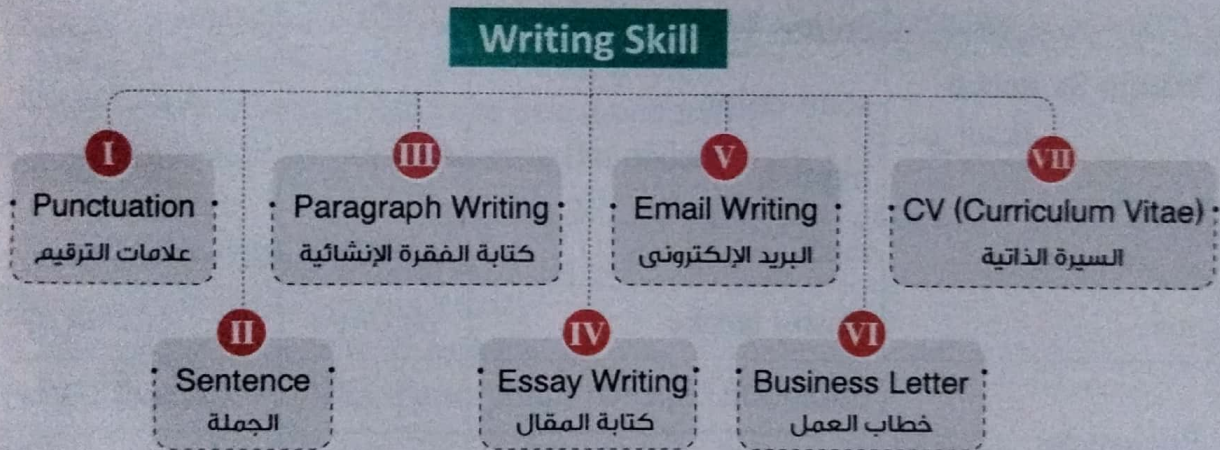 Writing Skill
I
Punctuation
علامات الترقيم
II
Sentence
الجملة
III
Paragraph Writing
كتابة الفقرة الإنشائية
IV
Essay Writing
كتابة المقال
V
Email Writing
البريد الإلكترونى
VI
Business Letter
خطاب العمل
VII
CV (Curriculum Vitae)
السيرة الذاتية